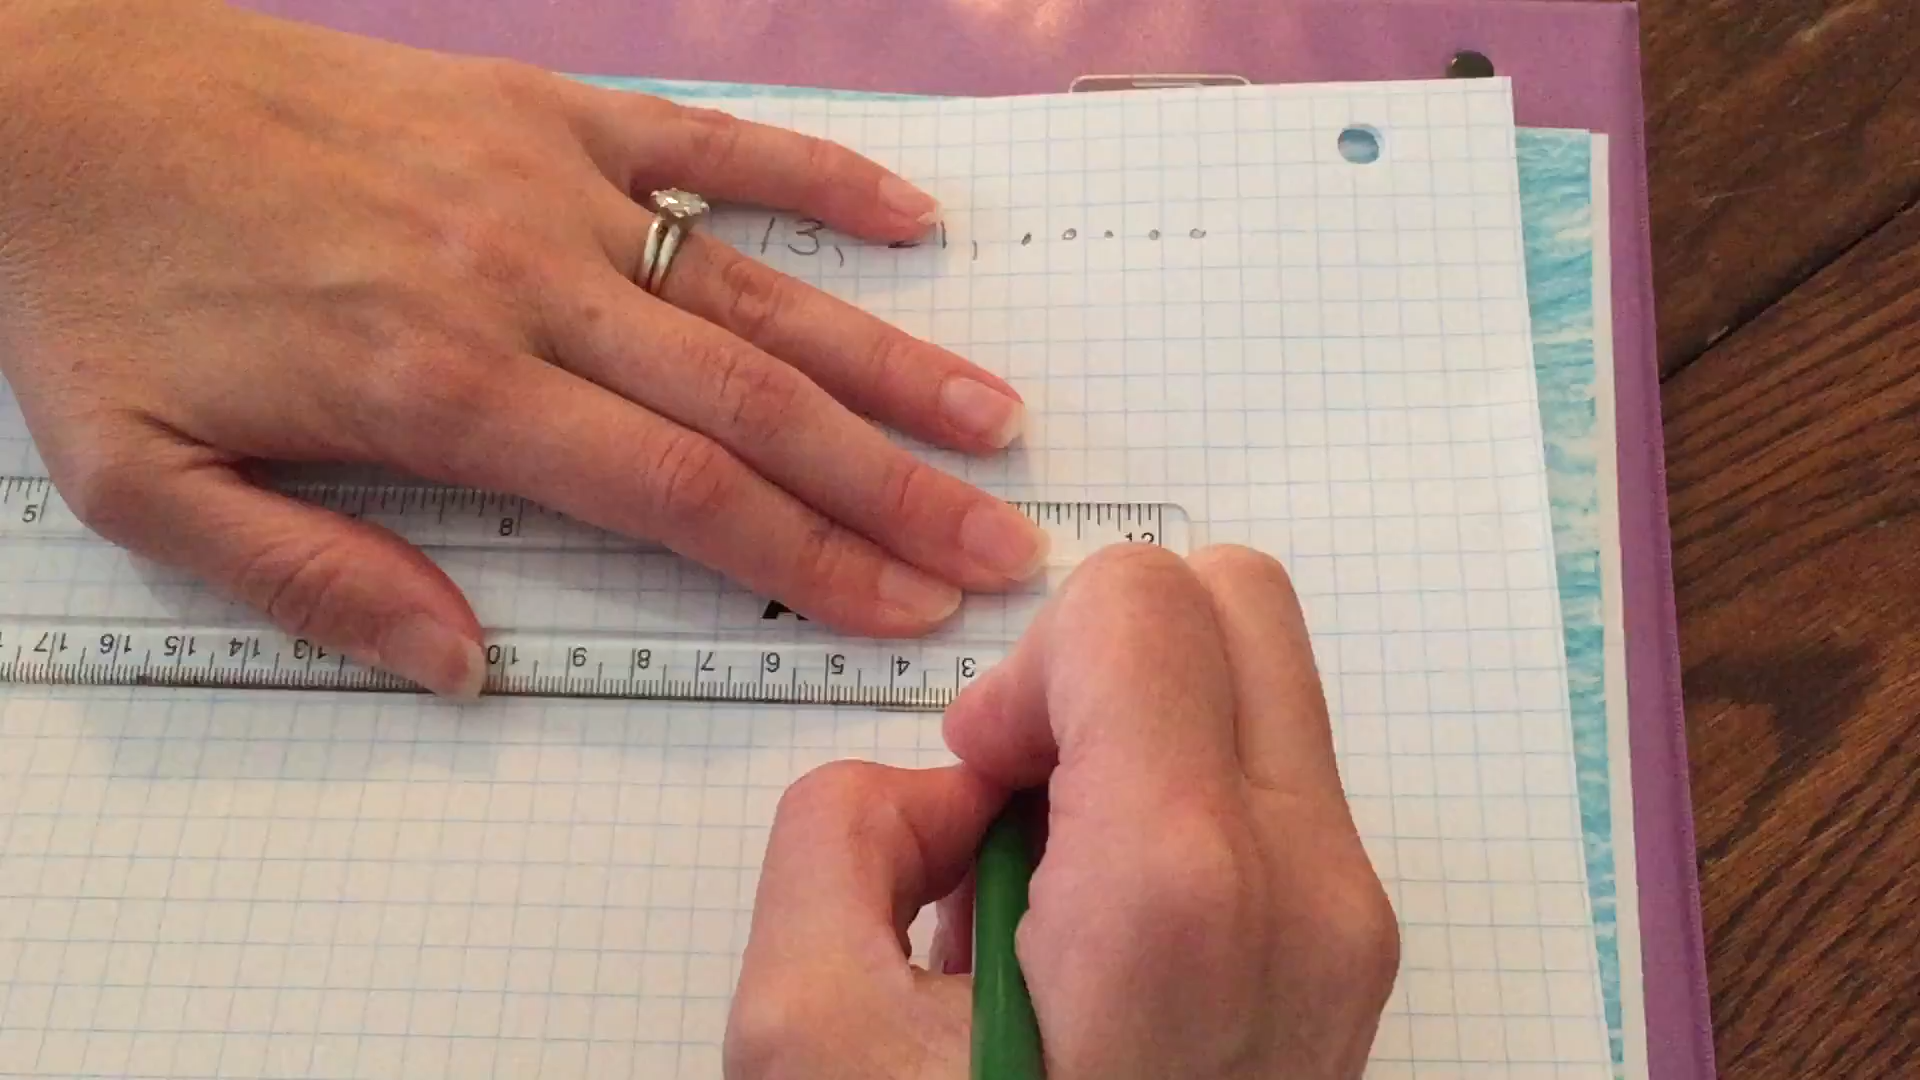 13, 21, . . . . .
5 8 12
17 16 15 14 13 10 9 8 7 6 5 4 3